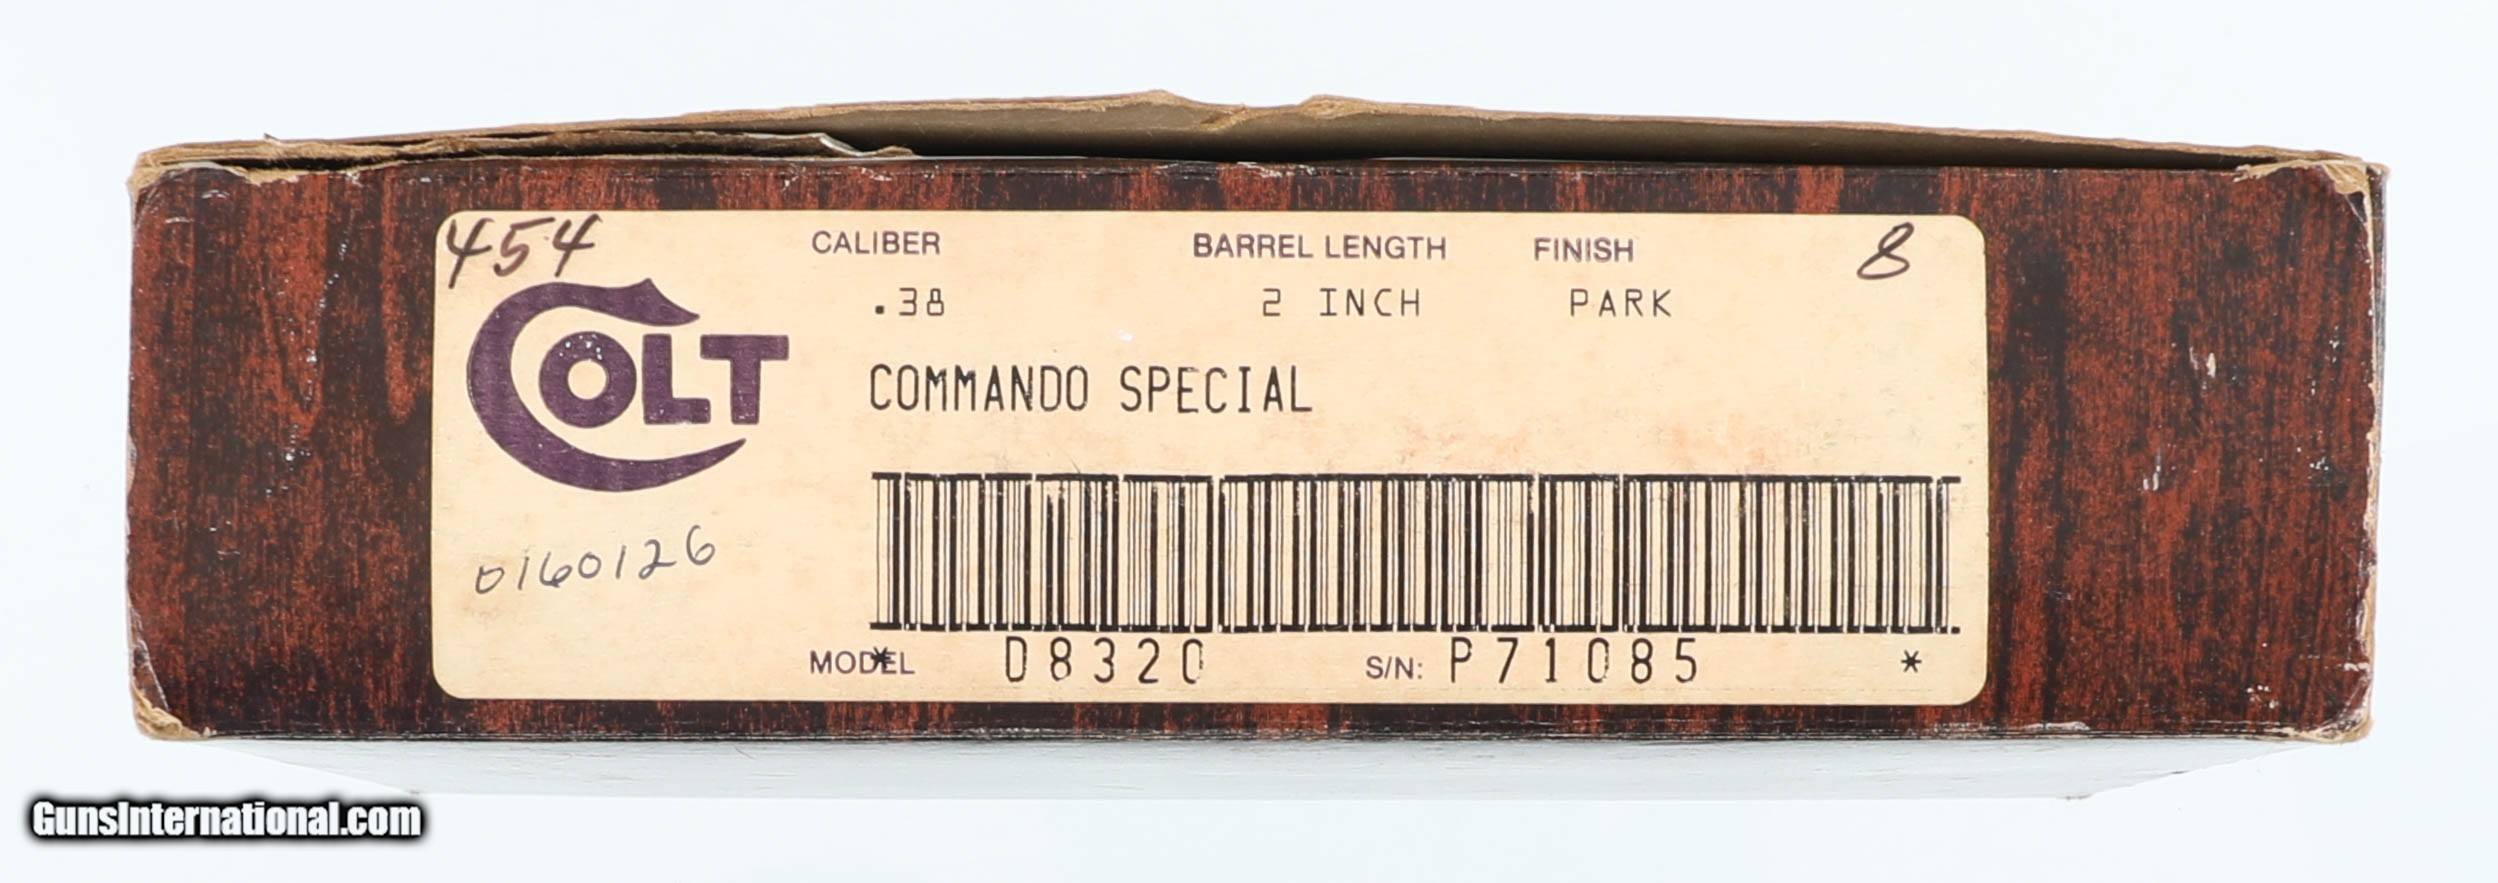 454 CALIBER BARREL LENGTH FINISH 8
.38 2 INCH PARK
COLT
COMMANDO SPECIAL
0160126
MODEL * D8320 S/N: P71085 *
GunsInternational.com